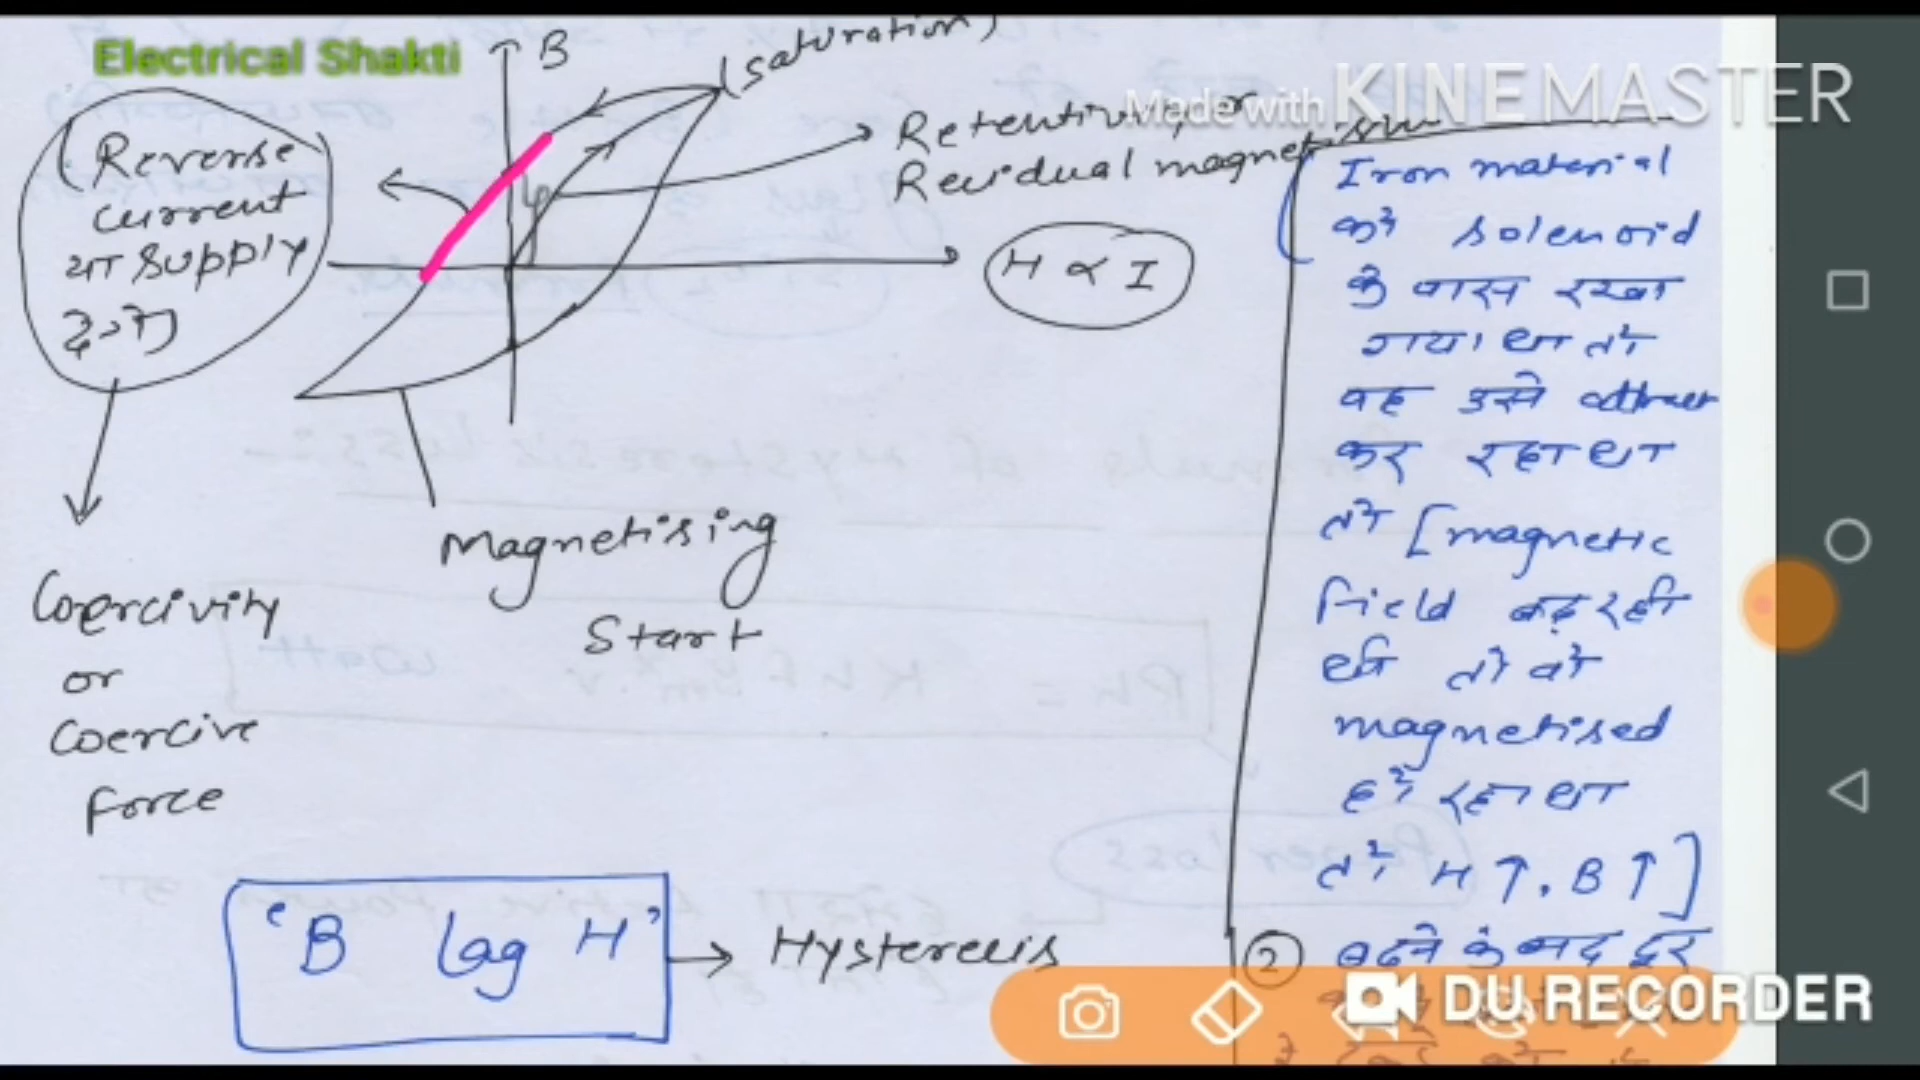 Electrical Shakti
B
(saturation)
Made with KINEMASTER
Retentivity or
Residual magnetism
(Reverse
current
या supply
देने)
H ∝ I
Coercivity
or
Coercive
force
Magnetising
Start
'B lag H' → Hysteresis
Iron material
को solenoid
के पास रखा
गया था तो
वह उसे attract
कर रहा था
तो [magnetic
field बढ़ रही
थी तो वो
magnetised
हो रहा था
तो H ↑, B ↑]
② बढने के बाद हर
DU RECORDER